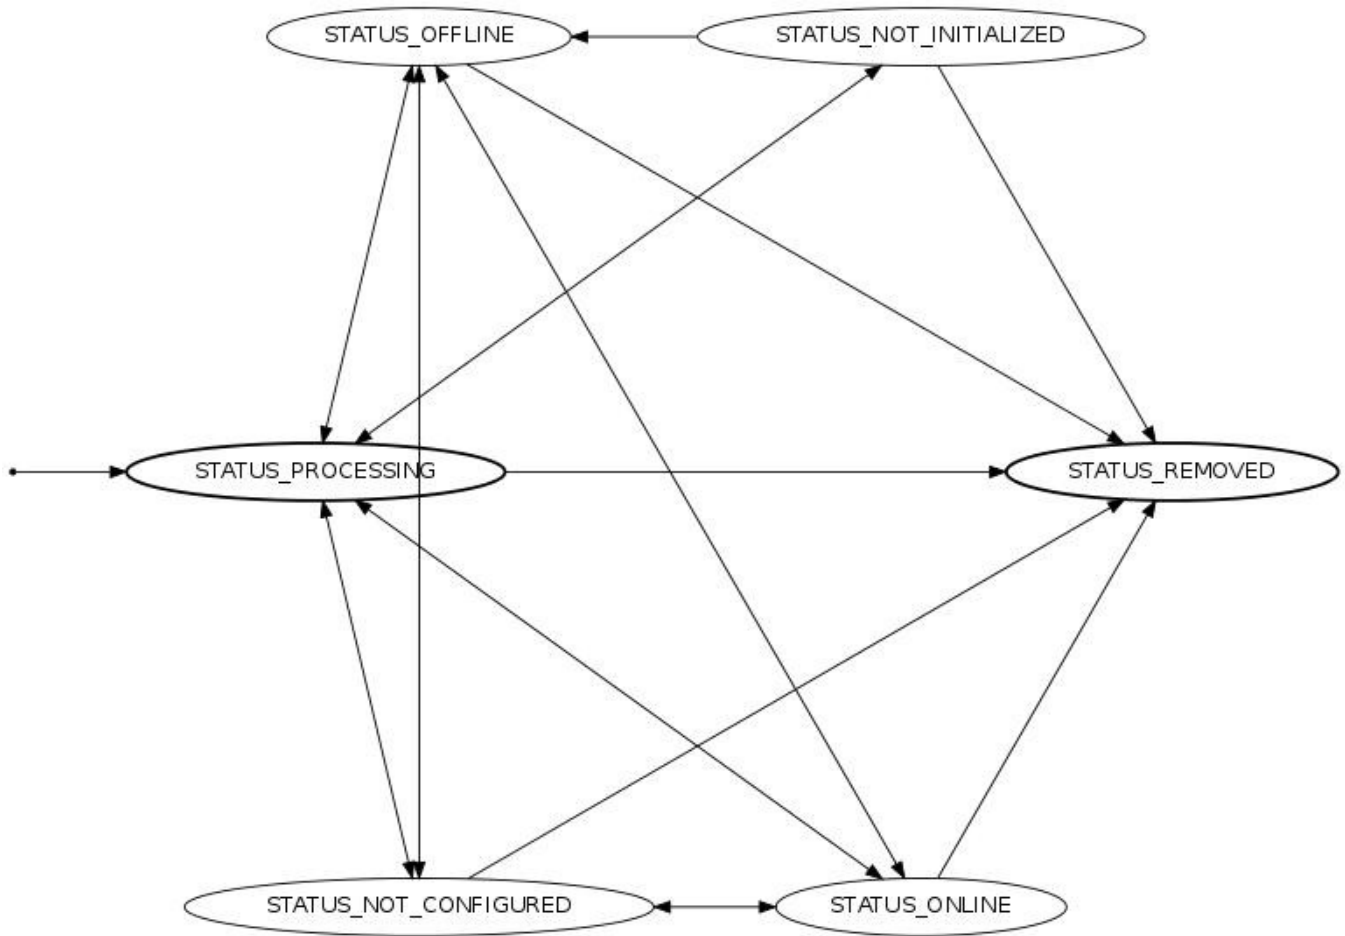 STATUS_OFFLINE
STATUS_NOT_INITIALIZED
STATUS_PROCESSING
STATUS_REMOVED
STATUS_NOT_CONFIGURED
STATUS_ONLINE